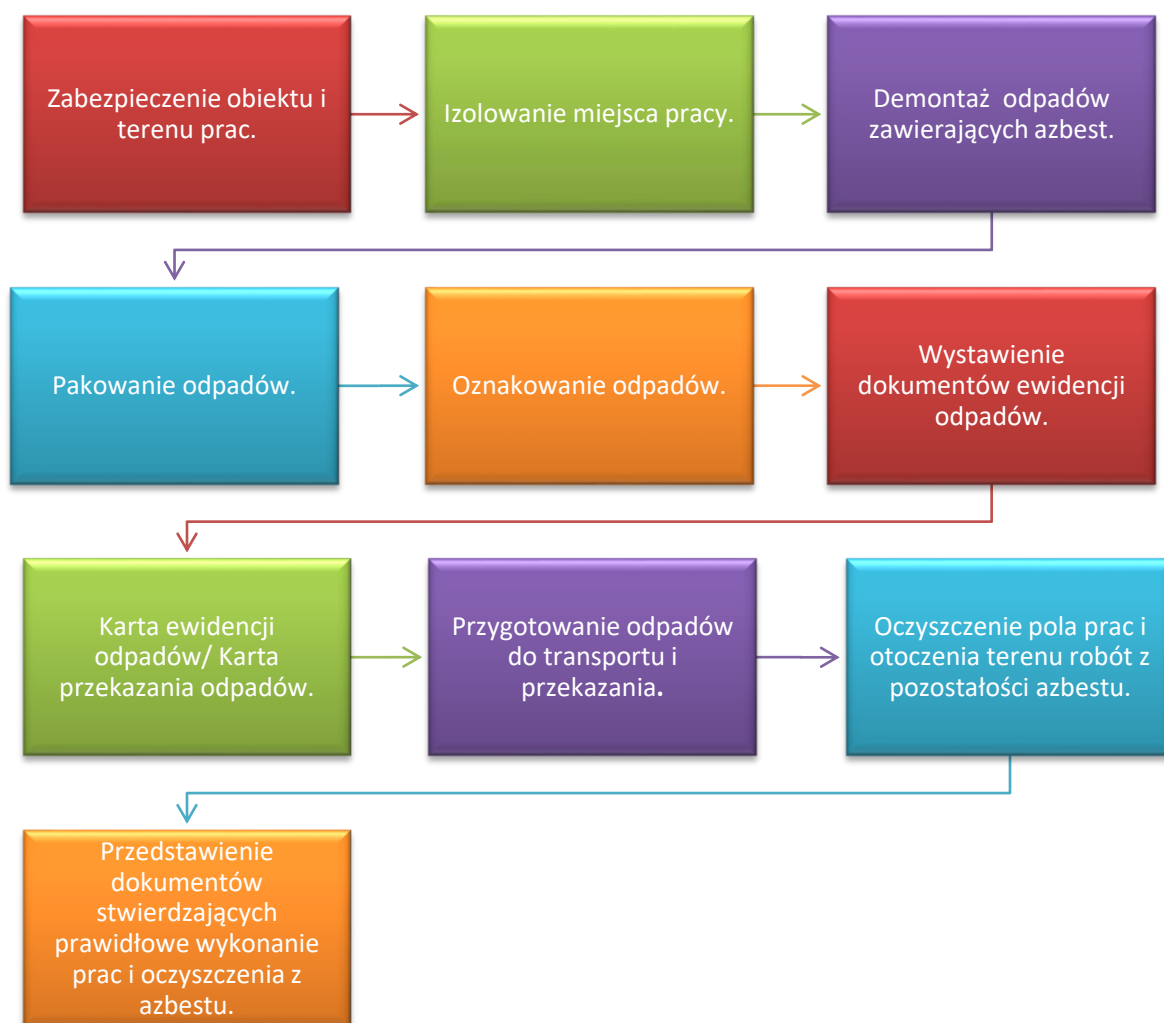 Zabezpieczenie obiektu i
terenu prac.
Izolowanie miejsca pracy.
Demontaż odpadów
zawierających azbest.
Pakowanie odpadów.
Oznakowanie odpadów.
Wystawienie
dokumentów ewidencji
odpadów.
Karta ewidencji
odpadów/ Karta
przekazania odpadów.
Przygotowanie odpadów
do transportu i
przekazania.
Oczyszczenie pola prac i
otoczenia terenu robót z
pozostałości azbestu.
Przedstawienie
dokumentów
stwierdzających
prawidłowe wykonanie
prac i oczyszczenia z
azbestu.